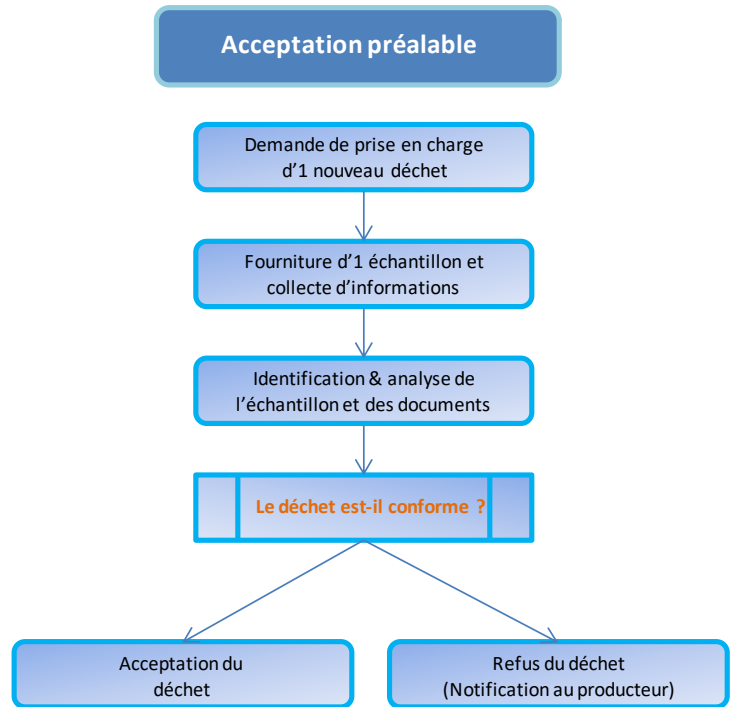 Acceptation préalable
Demande de prise en charge
d'1 nouveau déchet
Fourniture d'1 échantillon et
collecte d'informations
Identification & analyse de
l'échantillon et des documents
Le déchet est-il conforme ?
Acceptation du
déchet
Refus du déchet
(Notification au producteur)